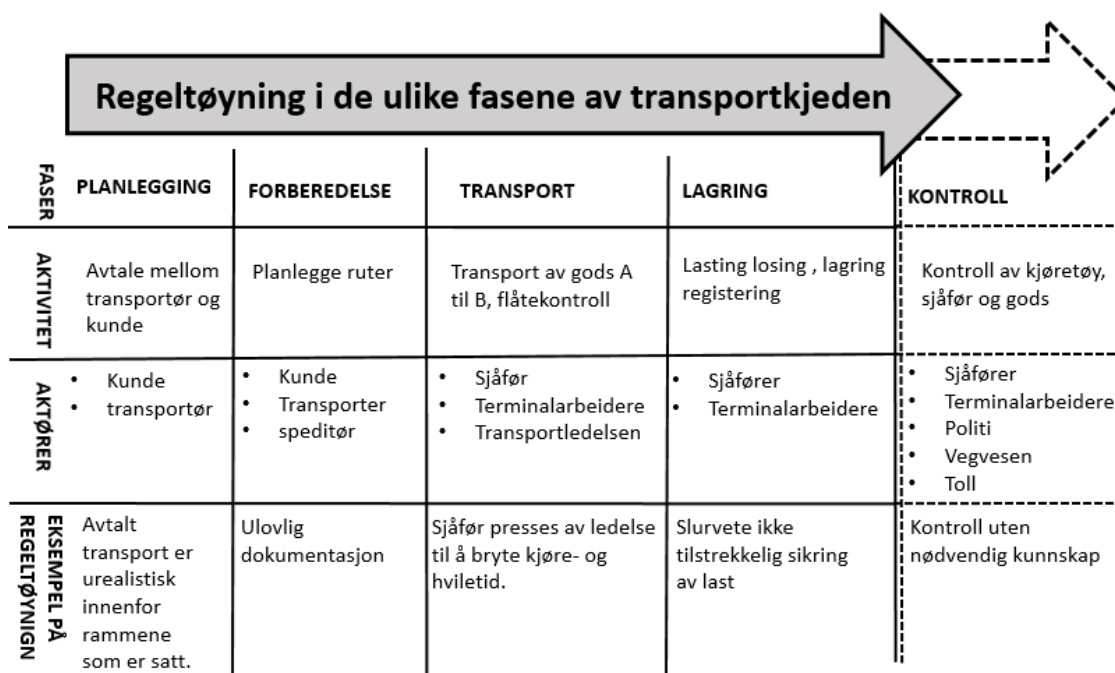 Regeltøyning i de ulike fasene av transportkjeden
FASER
PLANLEGGING
FORBEREDELSE
TRANSPORT
LAGRING
KONTROLL
AKTIVITET
Avtale mellom
transportør og
kunde
Planlegge ruter
Transport av gods A
til B, flåtekontroll
Lasting losing , lagring
registering
Kontroll av kjøretøy,
sjåfør og gods
AKTØRER
• Kunde
• transportør
• Kunde
• Transporter
• speditør
• Sjåfør
• Terminalarbeidere
• Transportledelsen
• Sjåfører
• Terminalarbeidere
• Sjåfører
• Terminalarbeidere
• Politi
• Vegvesen
• Toll
EKSEMPEL PÅ
REGELTØYNIGN
Avtalt
transport er
urealistisk
innenfor
rammene
som er satt.
Ulovlig
dokumentasjon
Sjåfør presses av ledelse
til å bryte kjøre- og
hviletid.
Slurvete ikke
tilstrekkelig sikring
av last
Kontroll uten
nødvendig kunnskap